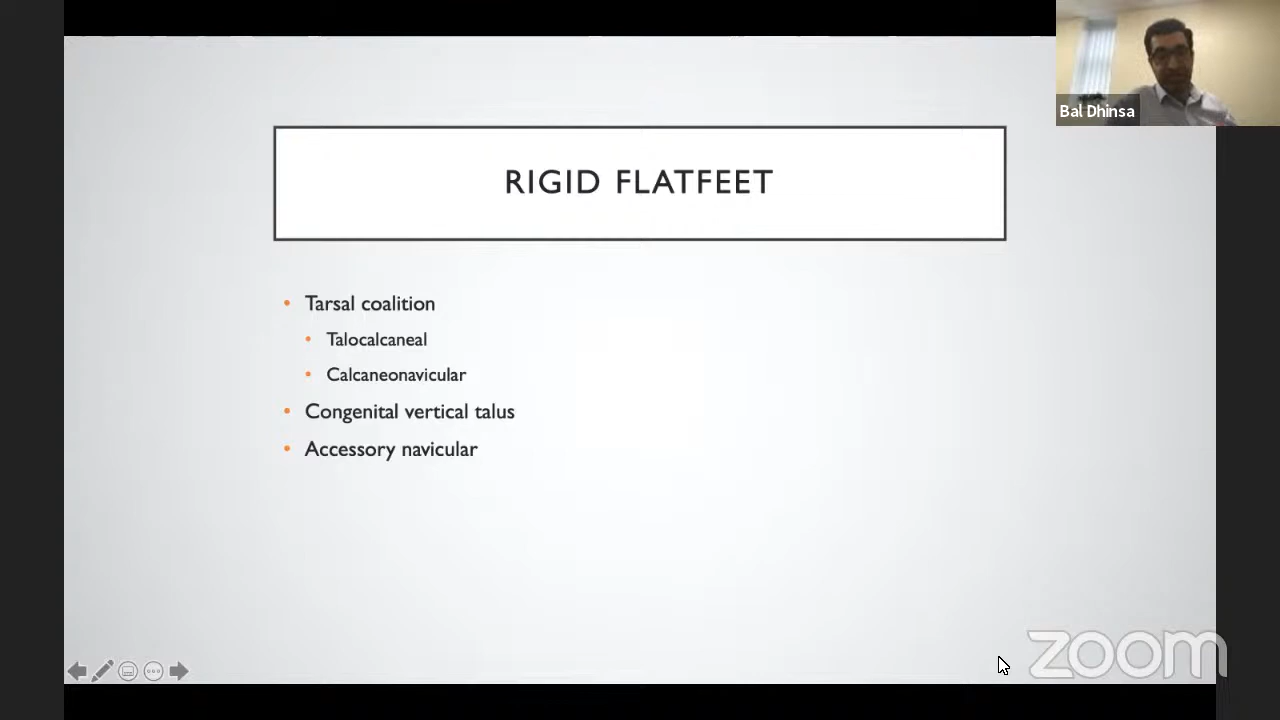 RIGID FLATFEET
Tarsal coalition
Talocalcaneal
Calcaneonavicular
Congenital vertical talus
Accessory navicular
Bal Dhinsa
zoom